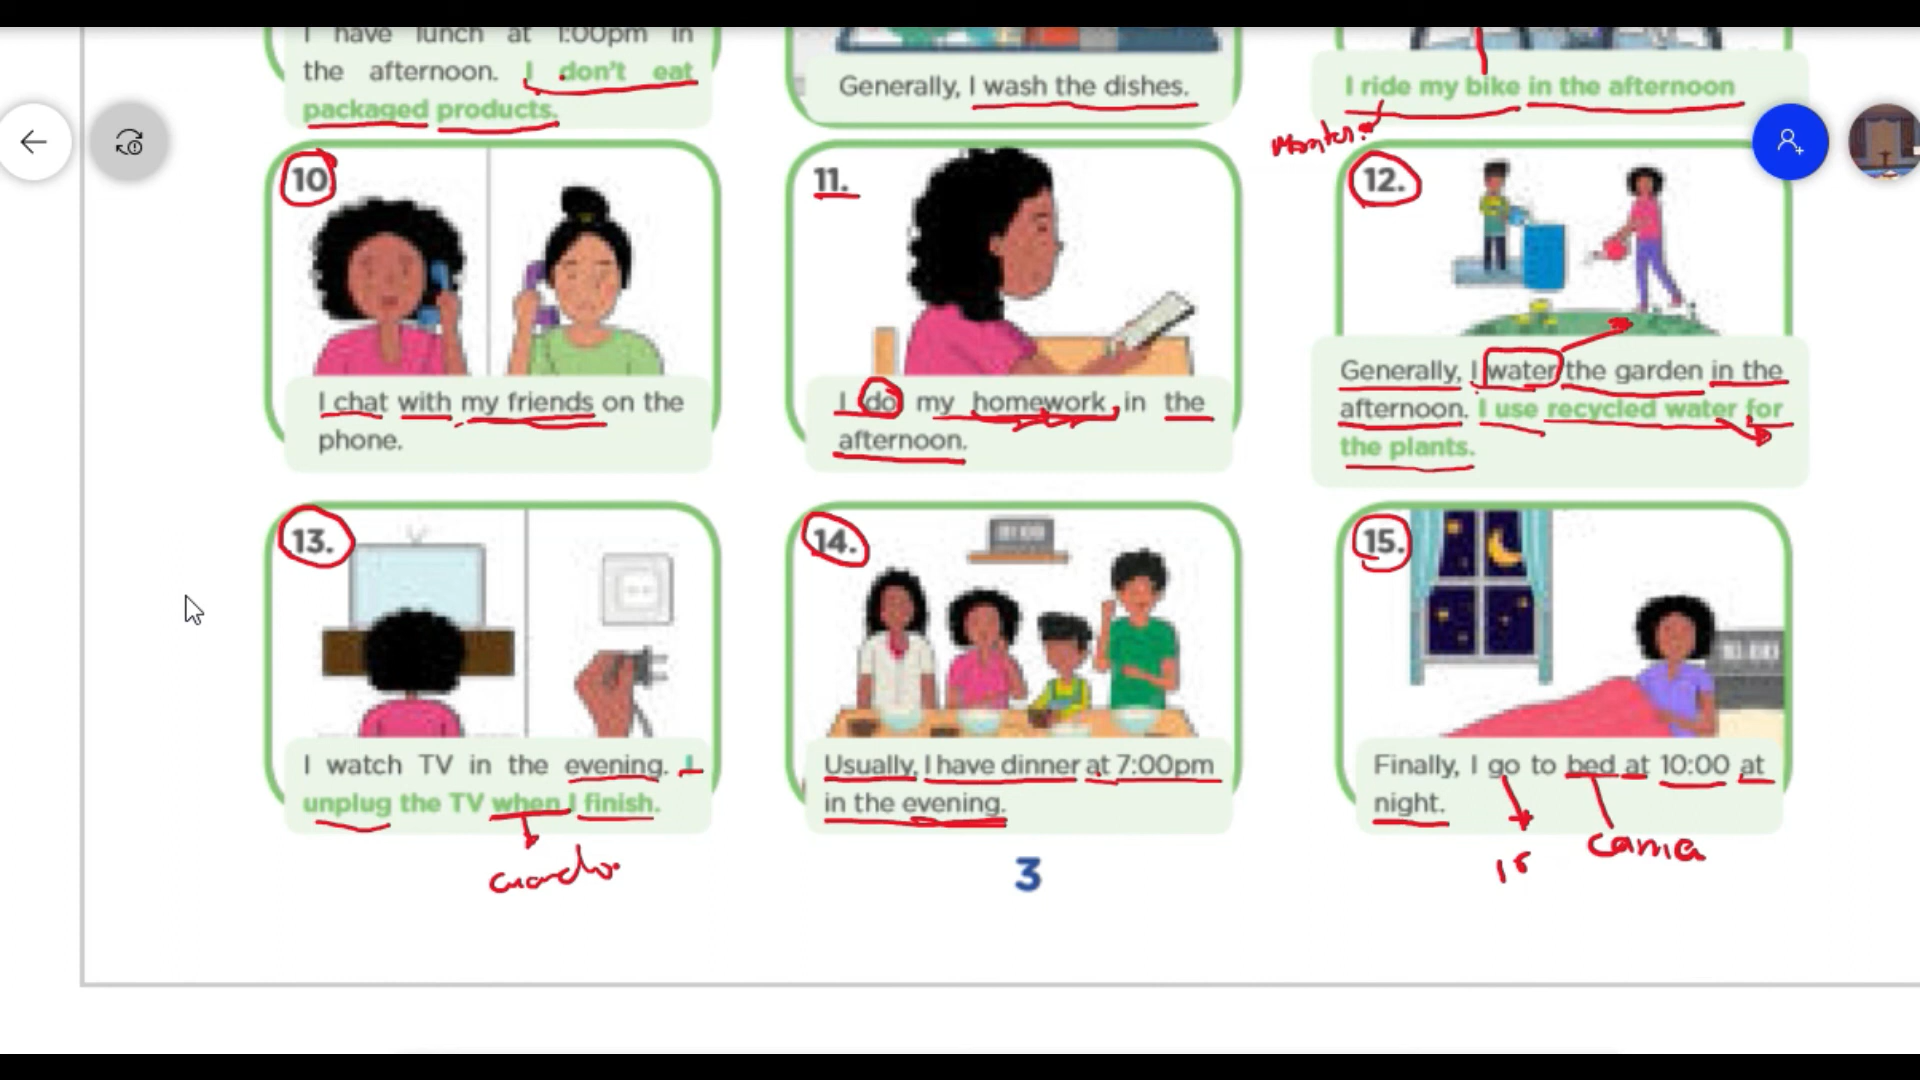 I have lunch at 1:00pm in
the afternoon. I don't eat
packaged products.
Generally, I wash the dishes.
I ride my bike in the afternoon
10
I chat with my friends on the
phone.
11.
I do my homework in the
afternoon.
12.
Generally, I water the garden in the
afternoon. I use recycled water for
the plants.
13.
I watch TV in the evening. I
unplug the TV when I finish.
cuando
14.
Usually, I have dinner at 7:00pm
in the evening.
15.
Finally, I go to bed at 10:00 at
night.
ir
cama
3